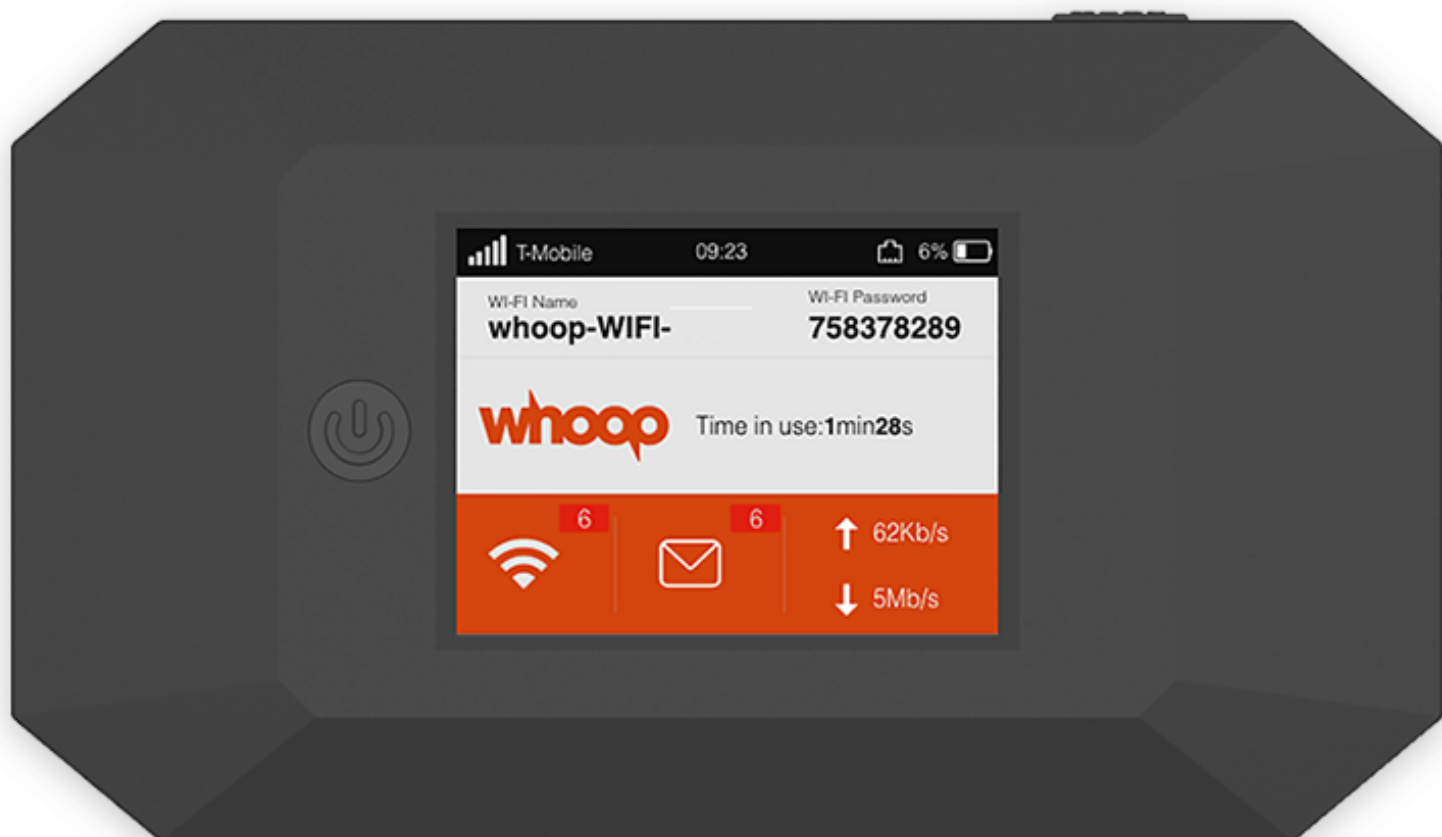 T-Mobile 09:23 6%
WI-FI Name WI-FI Password
whoop-WIFI- 758378289
whoop Time in use:1min28s
6 6
62Kb/s
5Mb/s